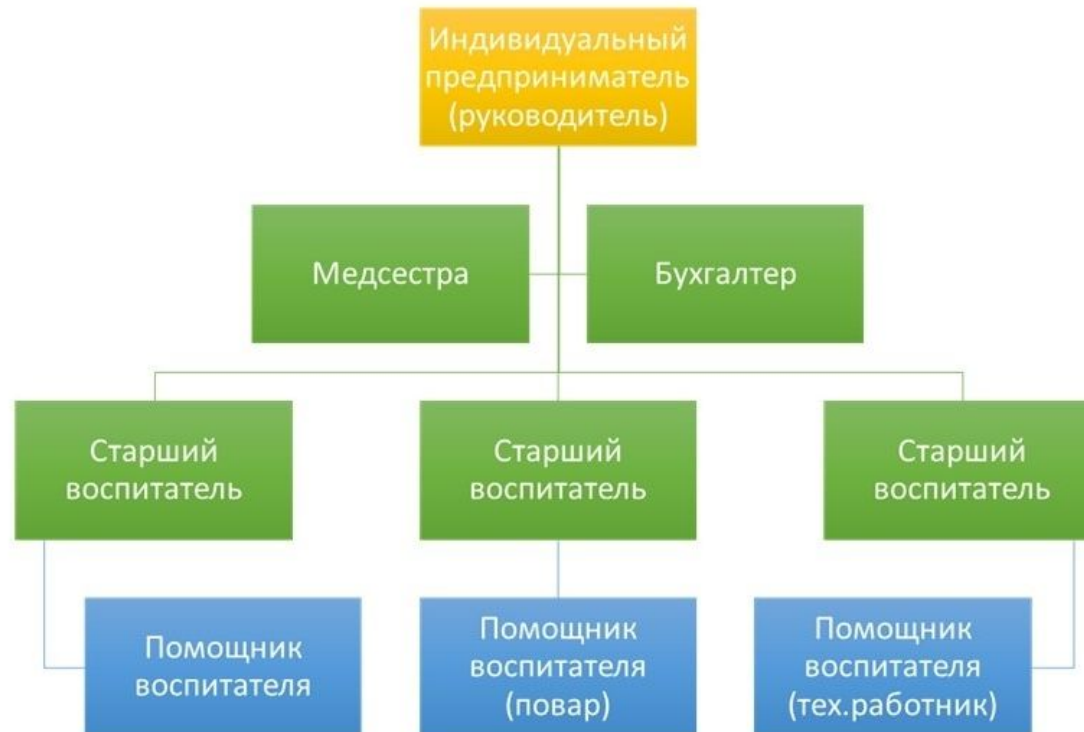 Индивидуальный
предприниматель
(руководитель)
Медсестра
Бухгалтер
Старший
воспитатель
Старший
воспитатель
Старший
воспитатель
Помощник
воспитателя
Помощник
воспитателя
(повар)
Помощник
воспитателя
(тех.работник)